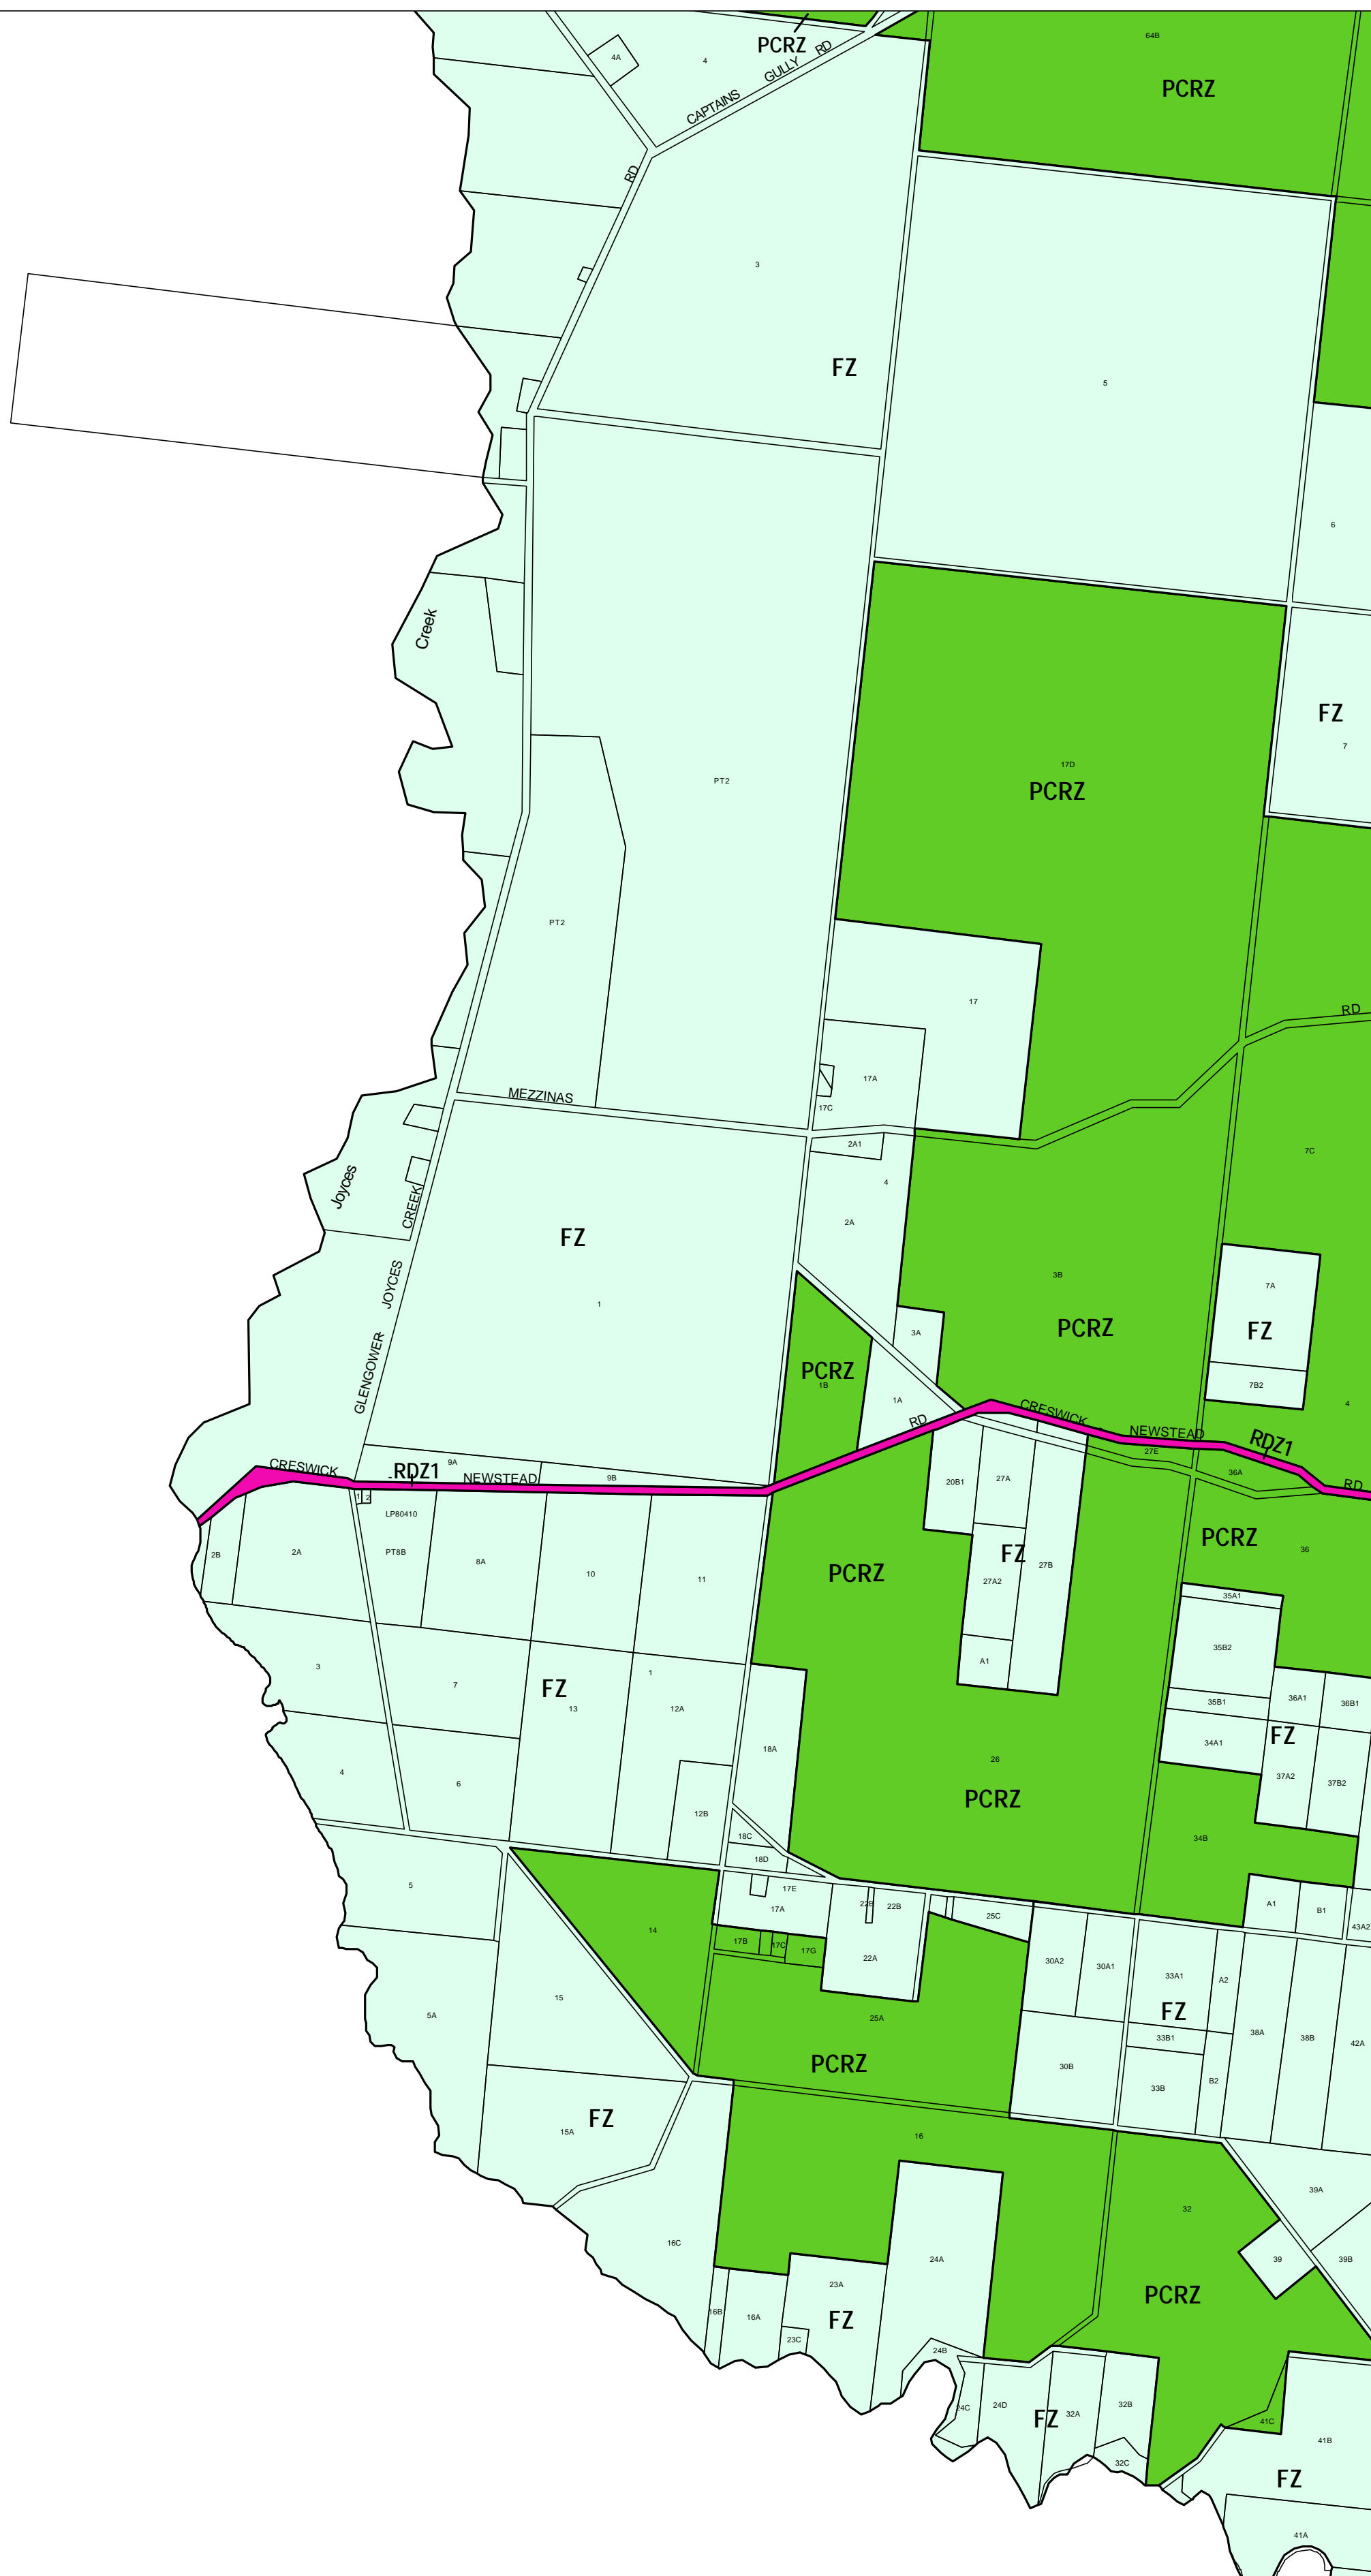 64B
PCRZ
4A
4
PCRZ
CAPTAINS GULLY RD
RD
3
FZ
5
6
Creek
FZ
7
17D
PCRZ
PT2
PT2
17
RD
17A
17C
MEZZINAS
2A1
4
7C
Joyces
CREEK
2A
FZ
3B
JOYCES
1
7A
PCRZ
FZ
3A
GLENGOWER
PCRZ
1B
7B2
1A
4
RD
CRESWICK
NEWSTEAD
RDZ1
27E
9A
CRESWICK
RDZ1
NEWSTEAD
9B
36A
20B1
27A
RD
1
2
LP80410
2B
2A
PT8B
8A
10
11
PCRZ
FZ
27A2
27B
PCRZ
36
35A1
35B2
3
7
FZ
13
1
12A
A1
35B1
36A1
36B1
18A
26
34A1
FZ
4
6
PCRZ
37A2
37B2
12B
18C
18D
34B
5
17E
17A
22B
22B
25C
A1
B1
43A2
14
17B
17C
17G
22A
30A2
30A1
33A1
A2
5A
15
25A
FZ
33B1
38A
38B
42A
PCRZ
30B
33B
B2
FZ
15A
16
32
39A
16C
24A
39
39B
23A
PCRZ
16B
16A
FZ
23C
24B
24C
24D
FZ
32A
32B
41C
41B
32C
FZ
41A